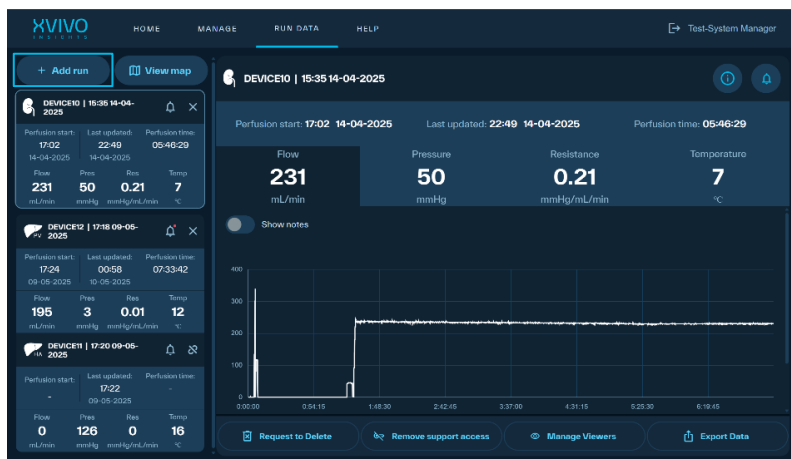 XVIVO
INSIGHTS
HOME MANAGE RUN DATA HELP
Test-System Manager
+ Add run
View map
DEVICE10 | 15:35 14-04-2025
DEVICE10 | 15:35 14-04-
2025
Perfusion start: Last updated: Perfusion time:
17:02 22:49 05:46:29
14-04-2025 14-04-2025
Flow Pres Res Temp
231 50 0.21 7
mL/min mmHg mmHg/mL/min °C
DEVICE12 | 17:18 09-05-
PV 2025
Perfusion start: Last updated: Perfusion time:
17:24 00:58 07:33:42
09-05-2025 10-05-2025
Flow Pres Res Temp
195 3 0.01 12
mL/min mmHg mmHg/mL/min °C
DEVICE11 | 17:20 09-05-
HA 2025
Perfusion start: Last updated: Perfusion time:
- 17:22 -
09-05-2025
Flow Pres Res Temp
0 126 0 16
mL/min mmHg mmHg/mL/min °C
Perfusion start: 17:02 14-04-2025 Last updated: 22:49 14-04-2025 Perfusion time: 05:46:29
Flow Pressure Resistance Temperature
231 50 0.21 7
mL/min mmHg mmHg/mL/min °C
Show notes
400
300
200
100
0
0:00:00 0:54:15 1:48:30 2:42:45 3:37:00 4:31:15 5:25:30 6:19:45
Request to Delete Remove support access Manage Viewers Export Data